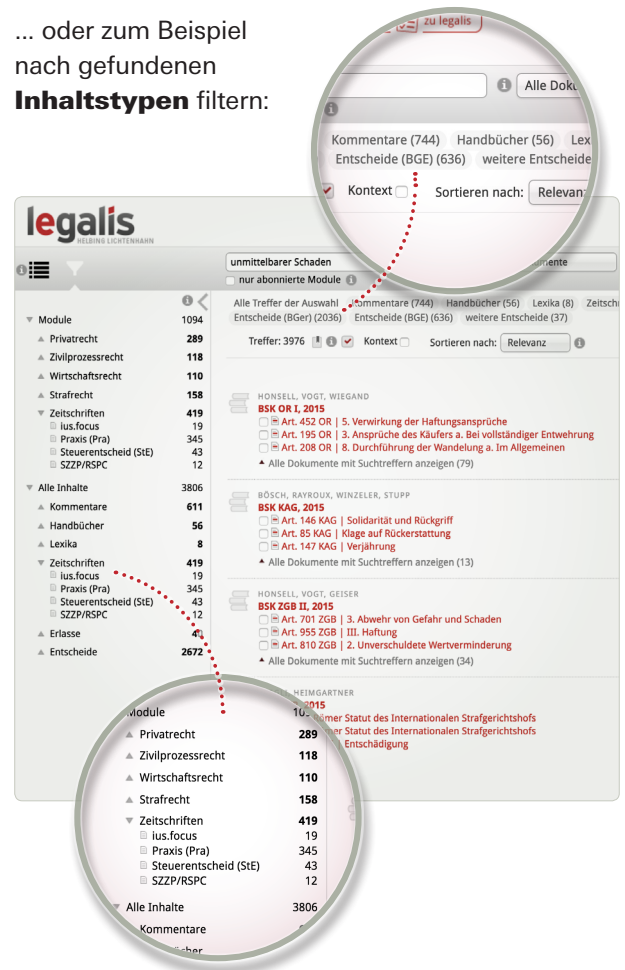 ... oder zum Beispiel
nach gefundenen
Inhaltstypen filtern:
zu legalis
Alle
Kommentare (744) Handbücher (56)
Entscheide (BGE) (636) weitere Entscheide
Kontext Sortieren nach:
legalis
HELBING LICHTENHAHN
unmittelbarer Schaden
nur abonnierte Module
Alle Treffer der Auswahl Kommentare (744) Handbücher (56) Lexika (8)
Entscheide (BGer) (2036) Entscheide (BGE) (636) weitere Entscheide (37)
Treffer: 3976 Kontext Sortieren nach: Relevanz
Module 1094
Privatrecht 289
Zivilprozessrecht 118
Wirtschaftsrecht 110
Strafrecht 158
Zeitschriften 419
ius.focus 19
Praxis (Pra) 345
Steuerentscheid (StE) 43
SZZP/RSPC 12
Alle Inhalte 3806
Kommentare 611
Handbücher 56
Lexika 8
Zeitschriften 419
ius.focus 19
Praxis (Pra) 345
Steuerentscheid (StE) 43
SZZP/RSPC 12
Erlasse
Entscheide 2672
HONSELL, VOGT, WIEGAND
BSK OR I, 2015
Art. 452 OR | 5. Verwirkung der Haftungsansprüche
Art. 195 OR | 3. Ansprüche des Käufers a. Bei vollständiger Entwehrung
Art. 208 OR | 8. Durchführung der Wandelung a. Im Allgemeinen
Alle Dokumente mit Suchtreffern anzeigen (79)
BÖSCH, RAYROUX, WINZELER, STUPP
BSK KAG, 2015
Art. 146 KAG | Solidarität und Rückgriff
Art. 85 KAG | Klage auf Rückerstattung
Art. 147 KAG | Verjährung
Alle Dokumente mit Suchtreffern anzeigen (13)
HONSELL, VOGT, GEISER
BSK ZGB II, 2015
Art. 701 ZGB | 3. Abwehr von Gefahr und Schaden
Art. 955 ZGB | III. Haftung
Art. 810 ZGB | 2. Unverschuldete Wertverminderung
Alle Dokumente mit Suchtreffern anzeigen (34)
HEIMGARTNER
2015
Statut des Internationalen Strafgerichtshofs
Statut des Internationalen Strafgerichtshofs
Entschädigung
Module
Privatrecht 289
Zivilprozessrecht 118
Wirtschaftsrecht 110
Strafrecht 158
Zeitschriften 419
ius.focus 19
Praxis (Pra) 345
Steuerentscheid (StE) 43
SZZP/RSPC 12
Alle Inhalte 3806
Kommentare